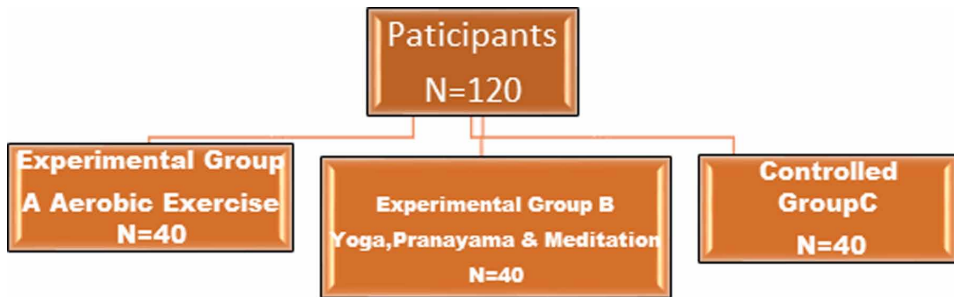 Paticipants
N=120
Experimental Group
A Aerobic Exercise
N=40
Experimental Group B
Yoga,Pranayama & Meditation
N=40
Controlled
GroupC
N=40